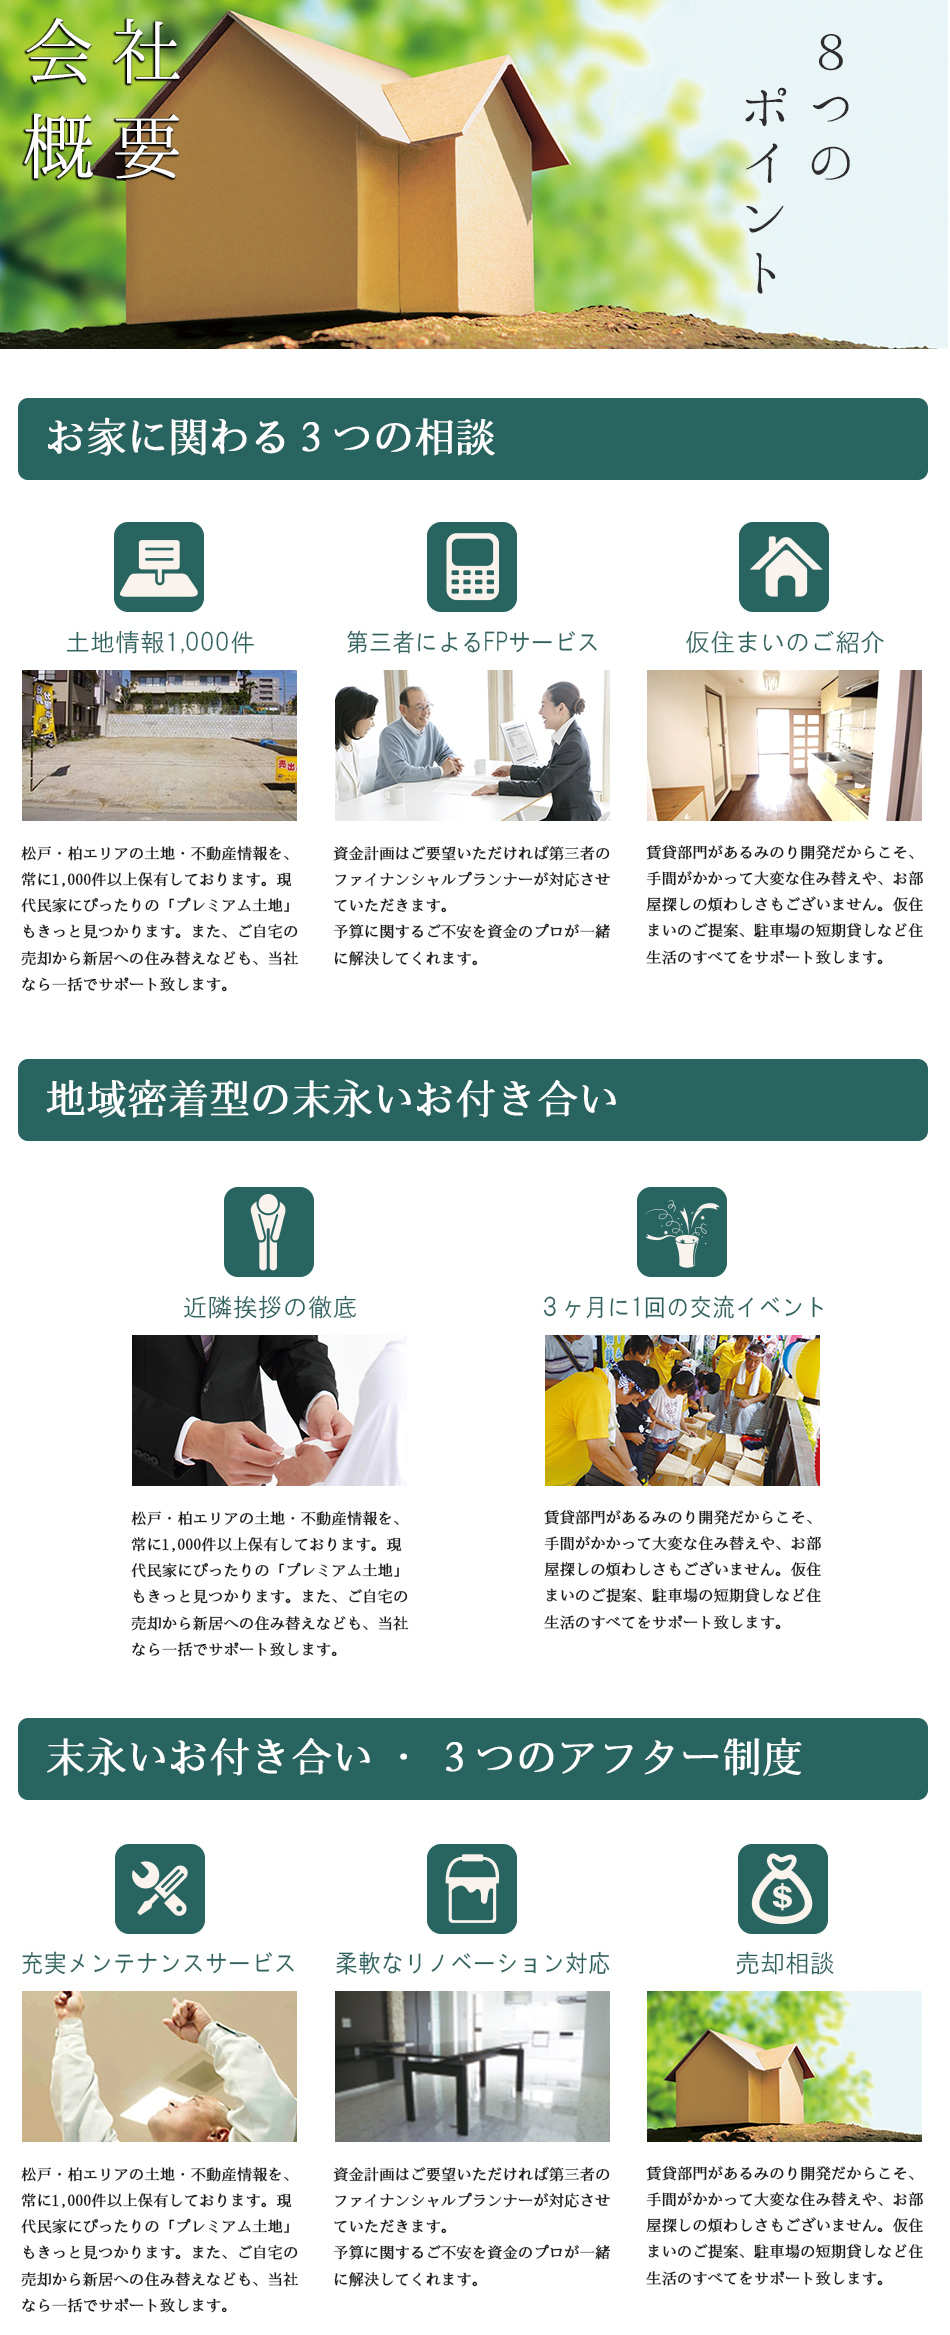 会社
概要
８つの
ポイント
お家に関わる３つの相談
土地情報1,000件
第三者によるFPサービス
仮住まいのご紹介
売出
松戸・柏エリアの土地・不動産情報を、
常に1,000件以上保有しております。現
代民家にぴったりの「プレミアム土地」
もきっと見つかります。また、ご自宅の
売却から新居への住み替えなども、当社
なら一括でサポート致します。
資金計画はご要望いただければ第三者の
ファイナンシャルプランナーが対応させ
ていただきます。
予算に関するご不安を資金のプロが一緒
に解決してくれます。
賃貸部門があるみのり開発だからこそ、
手間がかかって大変な住み替えや、お部
屋探しの煩わしさもございません。仮住
まいのご提案、駐車場の短期貸しなど住
生活のすべてをサポート致します。
地域密着型の末永いお付き合い
近隣挨拶の徹底
３ヶ月に1回の交流イベント
松戸・柏エリアの土地・不動産情報を、
常に1,000件以上保有しております。現
代民家にぴったりの「プレミアム土地」
もきっと見つかります。また、ご自宅の
売却から新居への住み替えなども、当社
なら一括でサポート致します。
賃貸部門があるみのり開発だからこそ、
手間がかかって大変な住み替えや、お部
屋探しの煩わしさもございません。仮住
まいのご提案、駐車場の短期貸しなど住
生活のすべてをサポート致します。
末永いお付き合い・ ３つのアフター制度
$
充実メンテナンスサービス
柔軟なリノベーション対応
売却相談
松戸・柏エリアの土地・不動産情報を、
常に1,000件以上保有しております。現
代民家にぴったりの「プレミアム土地」
もきっと見つかります。また、ご自宅の
売却から新居への住み替えなども、当社
なら一括でサポート致します。
資金計画はご要望いただければ第三者の
ファイナンシャルプランナーが対応させ
ていただきます。
予算に関するご不安を資金のプロが一緒
に解決してくれます。
賃貸部門があるみのり開発だからこそ、
手間がかかって大変な住み替えや、お部
屋探しの煩わしさもございません。仮住
まいのご提案、駐車場の短期貸しなど住
生活のすべてをサポート致します。